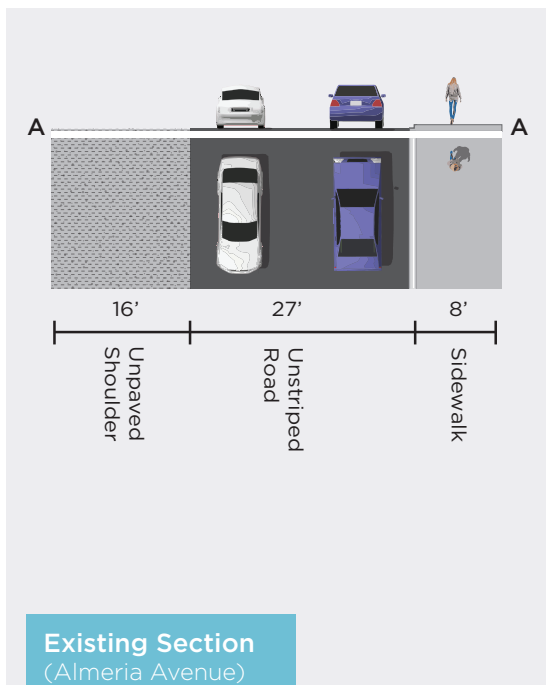 A A
16’ 27’ 8’
Unpaved
Shoulder
Unstriped
Road
Sidewalk
Existing Section
(Almeria Avenue)